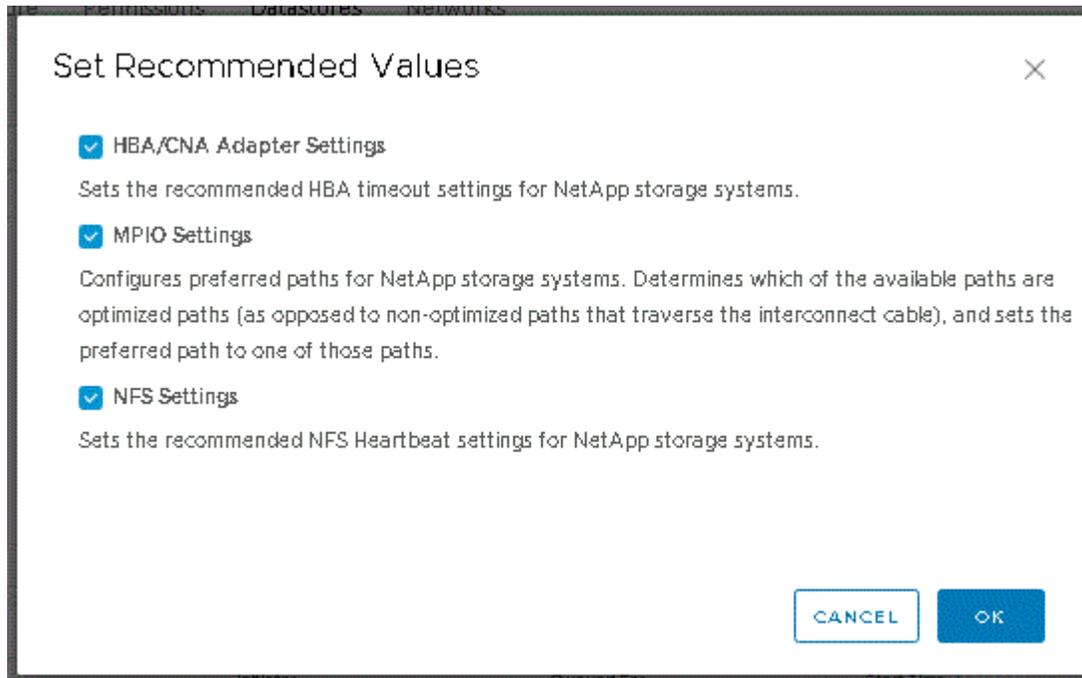 Permissions Datastores Networks
Set Recommended Values
HBA/CNA Adapter Settings
Sets the recommended HBA timeout settings for NetApp storage systems.
MPIO Settings
Configures preferred paths for NetApp storage systems. Determines which of the available paths are
optimized paths (as opposed to non-optimized paths that traverse the interconnect cable), and sets the
preferred path to one of those paths.
NFS Settings
Sets the recommended NFS Heartbeat settings for NetApp storage systems.
CANCEL OK